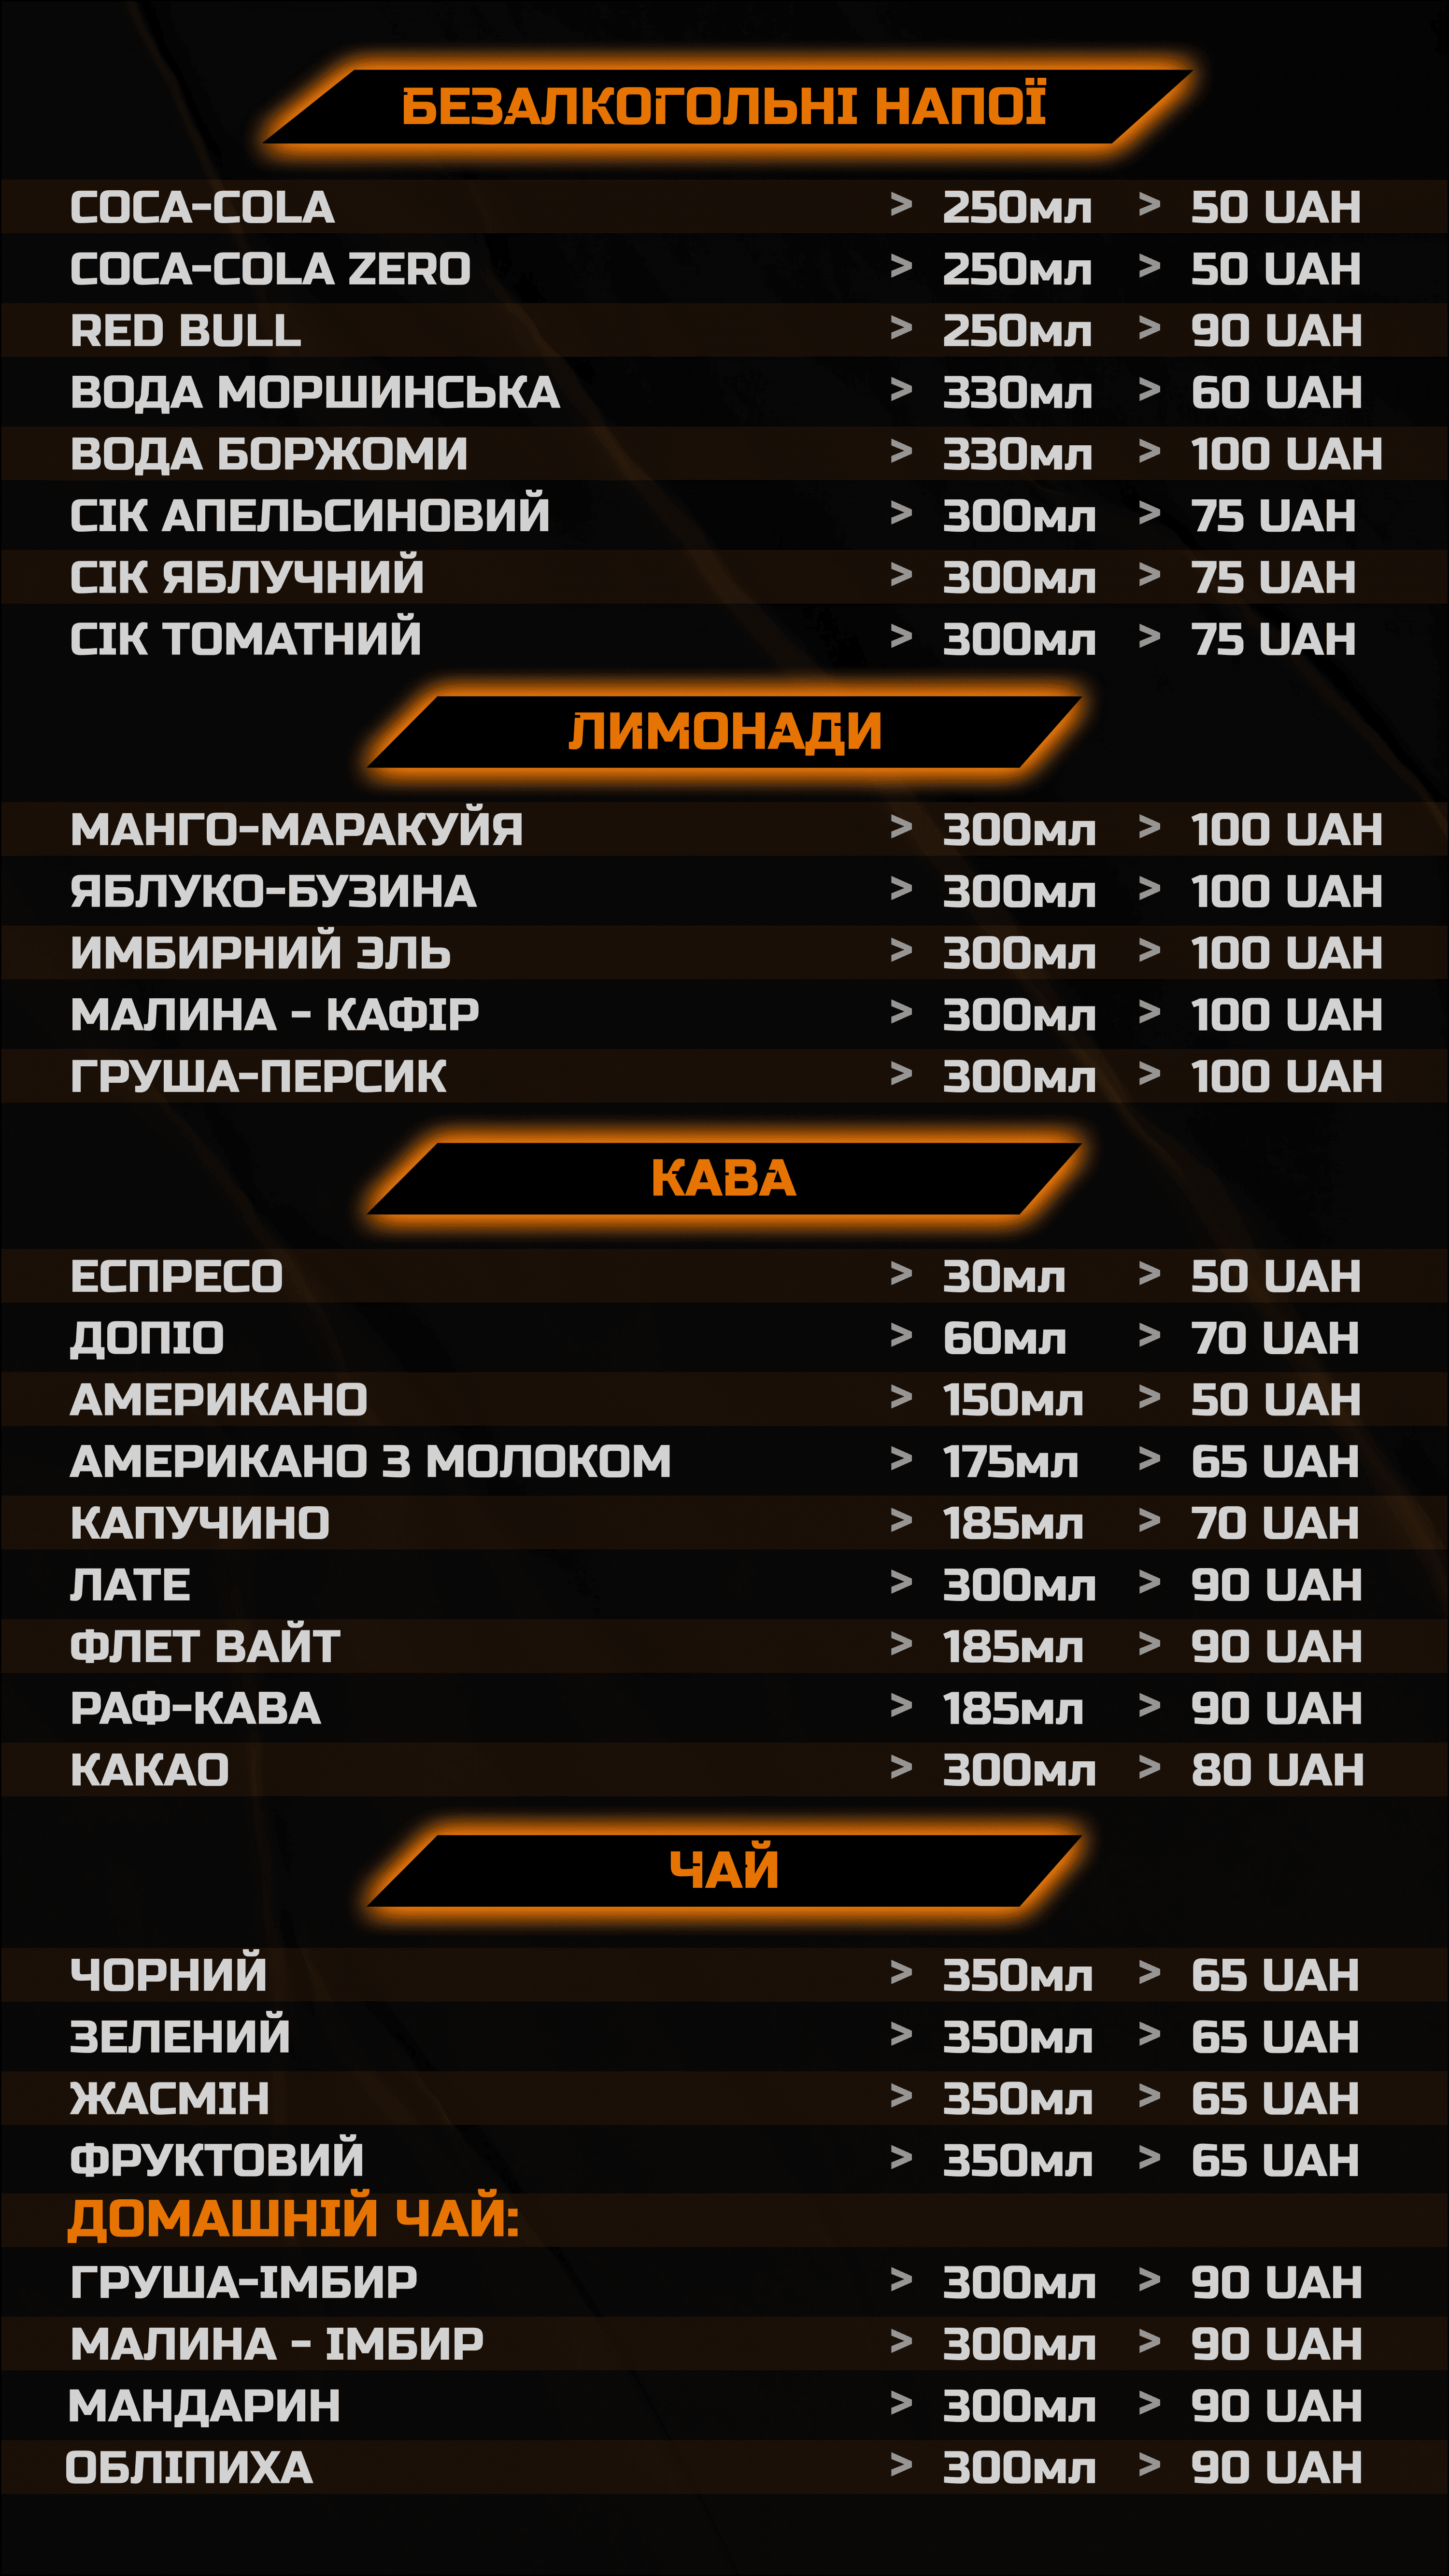 БЕЗАЛКОГОЛЬНІ НАПОЇ
COCA-COLA > 250мл > 50 UAH
COCA-COLA ZERO > 250мл > 50 UAH
RED BULL > 250мл > 90 UAH
ВОДА МОРШИНСЬКА > 330мл > 60 UAH
ВОДА БОРЖОМИ > 330мл > 100 UAH
СІК АПЕЛЬСИНОВИЙ > 300мл > 75 UAH
СІК ЯБЛУЧНИЙ > 300мл > 75 UAH
СІК ТОМАТНИЙ > 300мл > 75 UAH
ЛИМОНАДИ
МАНГО-МАРАКУЙЯ > 300мл > 100 UAH
ЯБЛУКО-БУЗИНА > 300мл > 100 UAH
ИМБИРНИЙ ЭЛЬ > 300мл > 100 UAH
МАЛИНА - КАФІР > 300мл > 100 UAH
ГРУША-ПЕРСИК > 300мл > 100 UAH
КАВА
ЕСПРЕСО > 30мл > 50 UAH
ДОПІО > 60мл > 70 UAH
АМЕРИКАНО > 150мл > 50 UAH
АМЕРИКАНО З МОЛОКОМ > 175мл > 65 UAH
КАПУЧИНО > 185мл > 70 UAH
ЛАТЕ > 300мл > 90 UAH
ФЛЕТ ВАЙТ > 185мл > 90 UAH
РАФ-КАВА > 185мл > 90 UAH
КАКАО > 300мл > 80 UAH
ЧАЙ
ЧОРНИЙ > 350мл > 65 UAH
ЗЕЛЕНИЙ > 350мл > 65 UAH
ЖАСМІН > 350мл > 65 UAH
ФРУКТОВИЙ > 350мл > 65 UAH
ДОМАШНІЙ ЧАЙ:
ГРУША-ІМБИР > 300мл > 90 UAH
МАЛИНА - ІМБИР > 300мл > 90 UAH
МАНДАРИН > 300мл > 90 UAH
ОБЛІПИХА > 300мл > 90 UAH